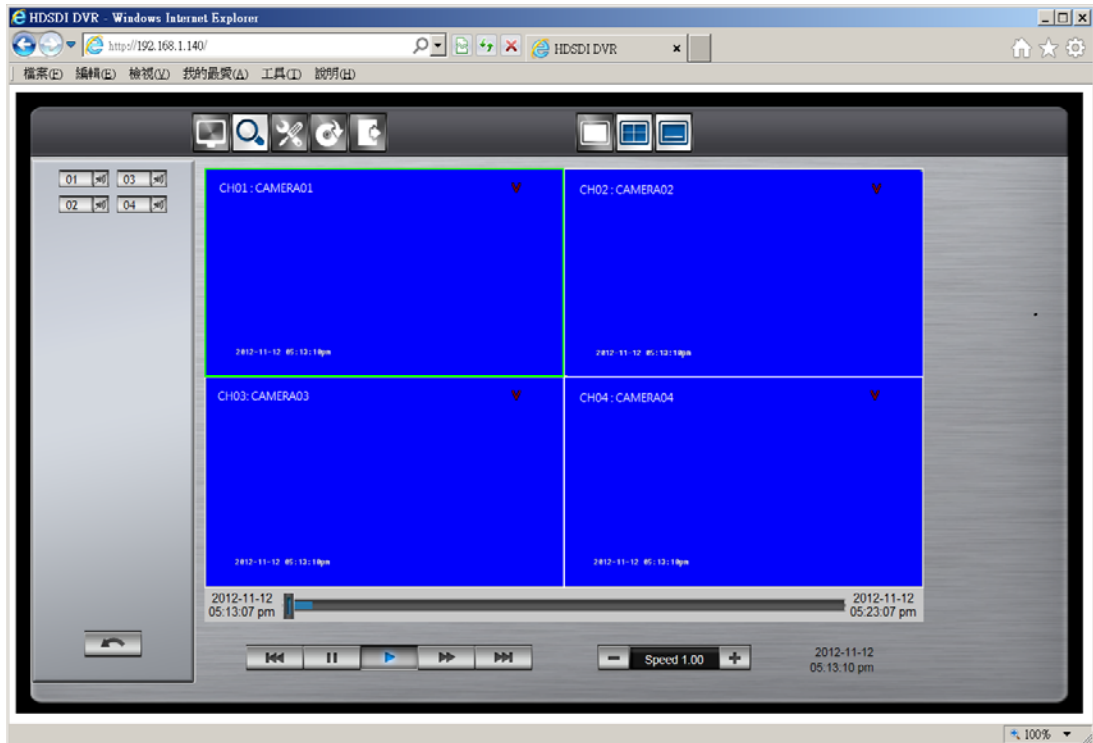 HDSDI DVR - Windows Internet Explorer
http://192.168.1.140/
HDSDI DVR
檔案(F) 編輯(E) 檢視(V) 我的最愛(A) 工具(T) 說明(H)
01 03
02 04
CH01 : CAMERA01 V
CH02 : CAMERA02 V
2012-11-12 05:13:10pm
2012-11-12 05:13:10pm
CH03: CAMERA03 V
CH04 : CAMERA04 V
2012-11-12 05:13:10pm
2012-11-12 05:13:10pm
2012-11-12
05:13:07 pm
2012-11-12
05:23:07 pm
Speed 1.00
2012-11-12
05:13:10 pm
100%